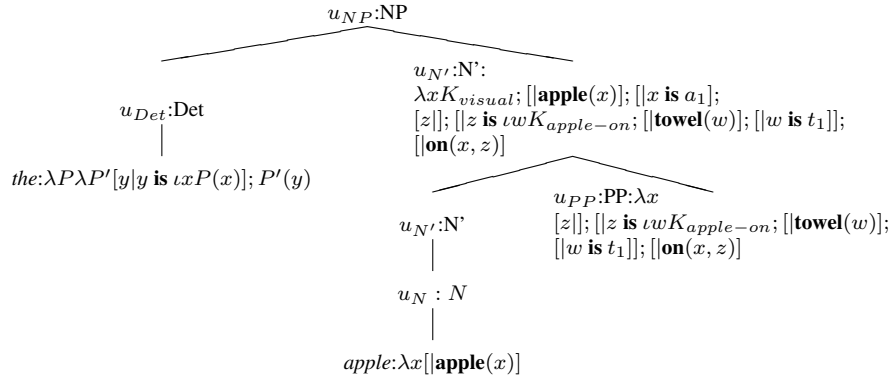 u_{NP}:NP
u_{N'}:N':
λxK_{visual}; [|apple(x)]; [|x is a_1];
[z|]; [|z is ιwK_{apple−on}; [|towel(w)]; [|w is t_1]];
[|on(x, z)]
u_{Det}:Det
the:λPλP′[y|y is ιxP(x)]; P′(y)
u_{PP}:PP:λx
[z|]; [|z is ιwK_{apple−on}; [|towel(w)];
[|w is t_1]]; [|on(x, z)]
u_{N'}:N'
u_N : N
apple:λx[|apple(x)]